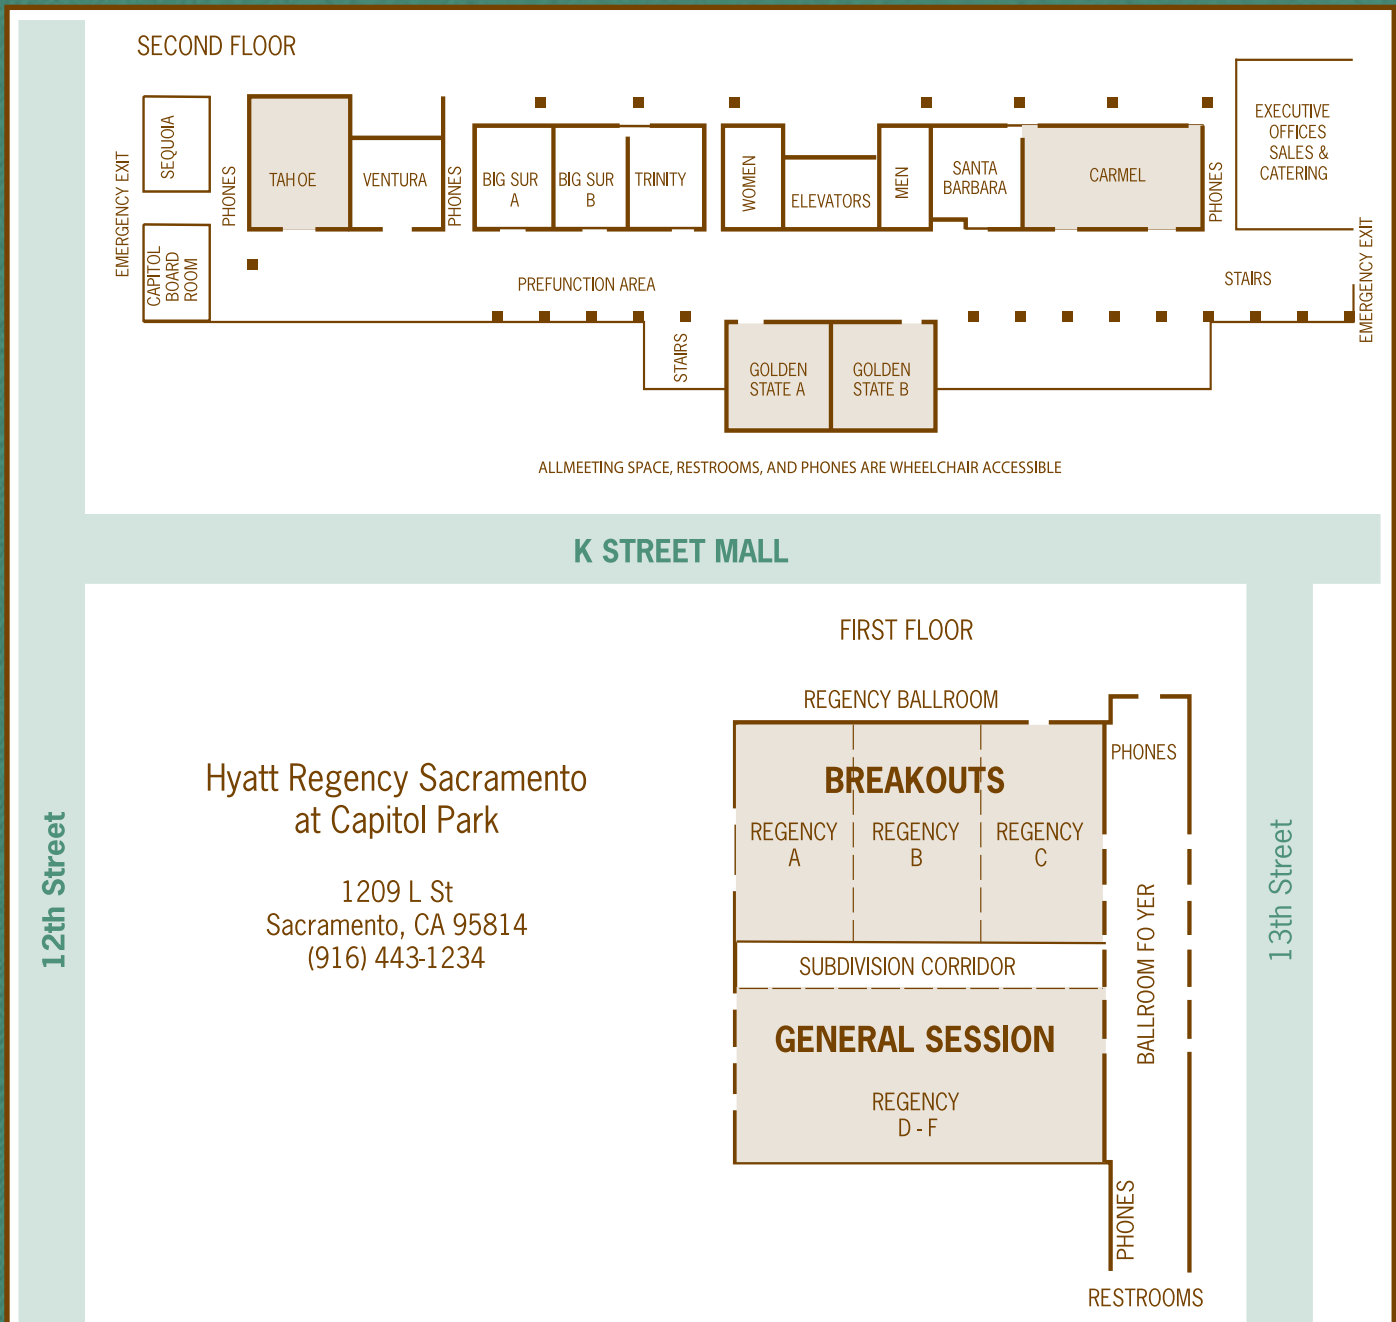 SECOND FLOOR
EMERGENCY EXIT
SEQUOIA
CAPITOL
BOARD
ROOM
PHONES
TAHOE
VENTURA
PHONES
BIG SUR
A
BIG SUR
B
TRINITY
WOMEN
ELEVATORS
MEN
SANTA
BARBARA
CARMEL
PHONES
EXECUTIVE
OFFICES
SALES &
CATERING
EMERGENCY EXIT
PREFUNCTION AREA
STAIRS
STAIRS
GOLDEN
STATE A
GOLDEN
STATE B
ALLMEETING SPACE, RESTROOMS, AND PHONES ARE WHEELCHAIR ACCESSIBLE
K STREET MALL
12th Street
13th Street
Hyatt Regency Sacramento
at Capitol Park
1209 L St
Sacramento, CA 95814
(916) 443-1234
FIRST FLOOR
REGENCY BALLROOM
PHONES
BREAKOUTS
REGENCY
A
REGENCY
B
REGENCY
C
SUBDIVISION CORRIDOR
BALLROOM FO YER
GENERAL SESSION
REGENCY
D - F
PHONES
RESTROOMS